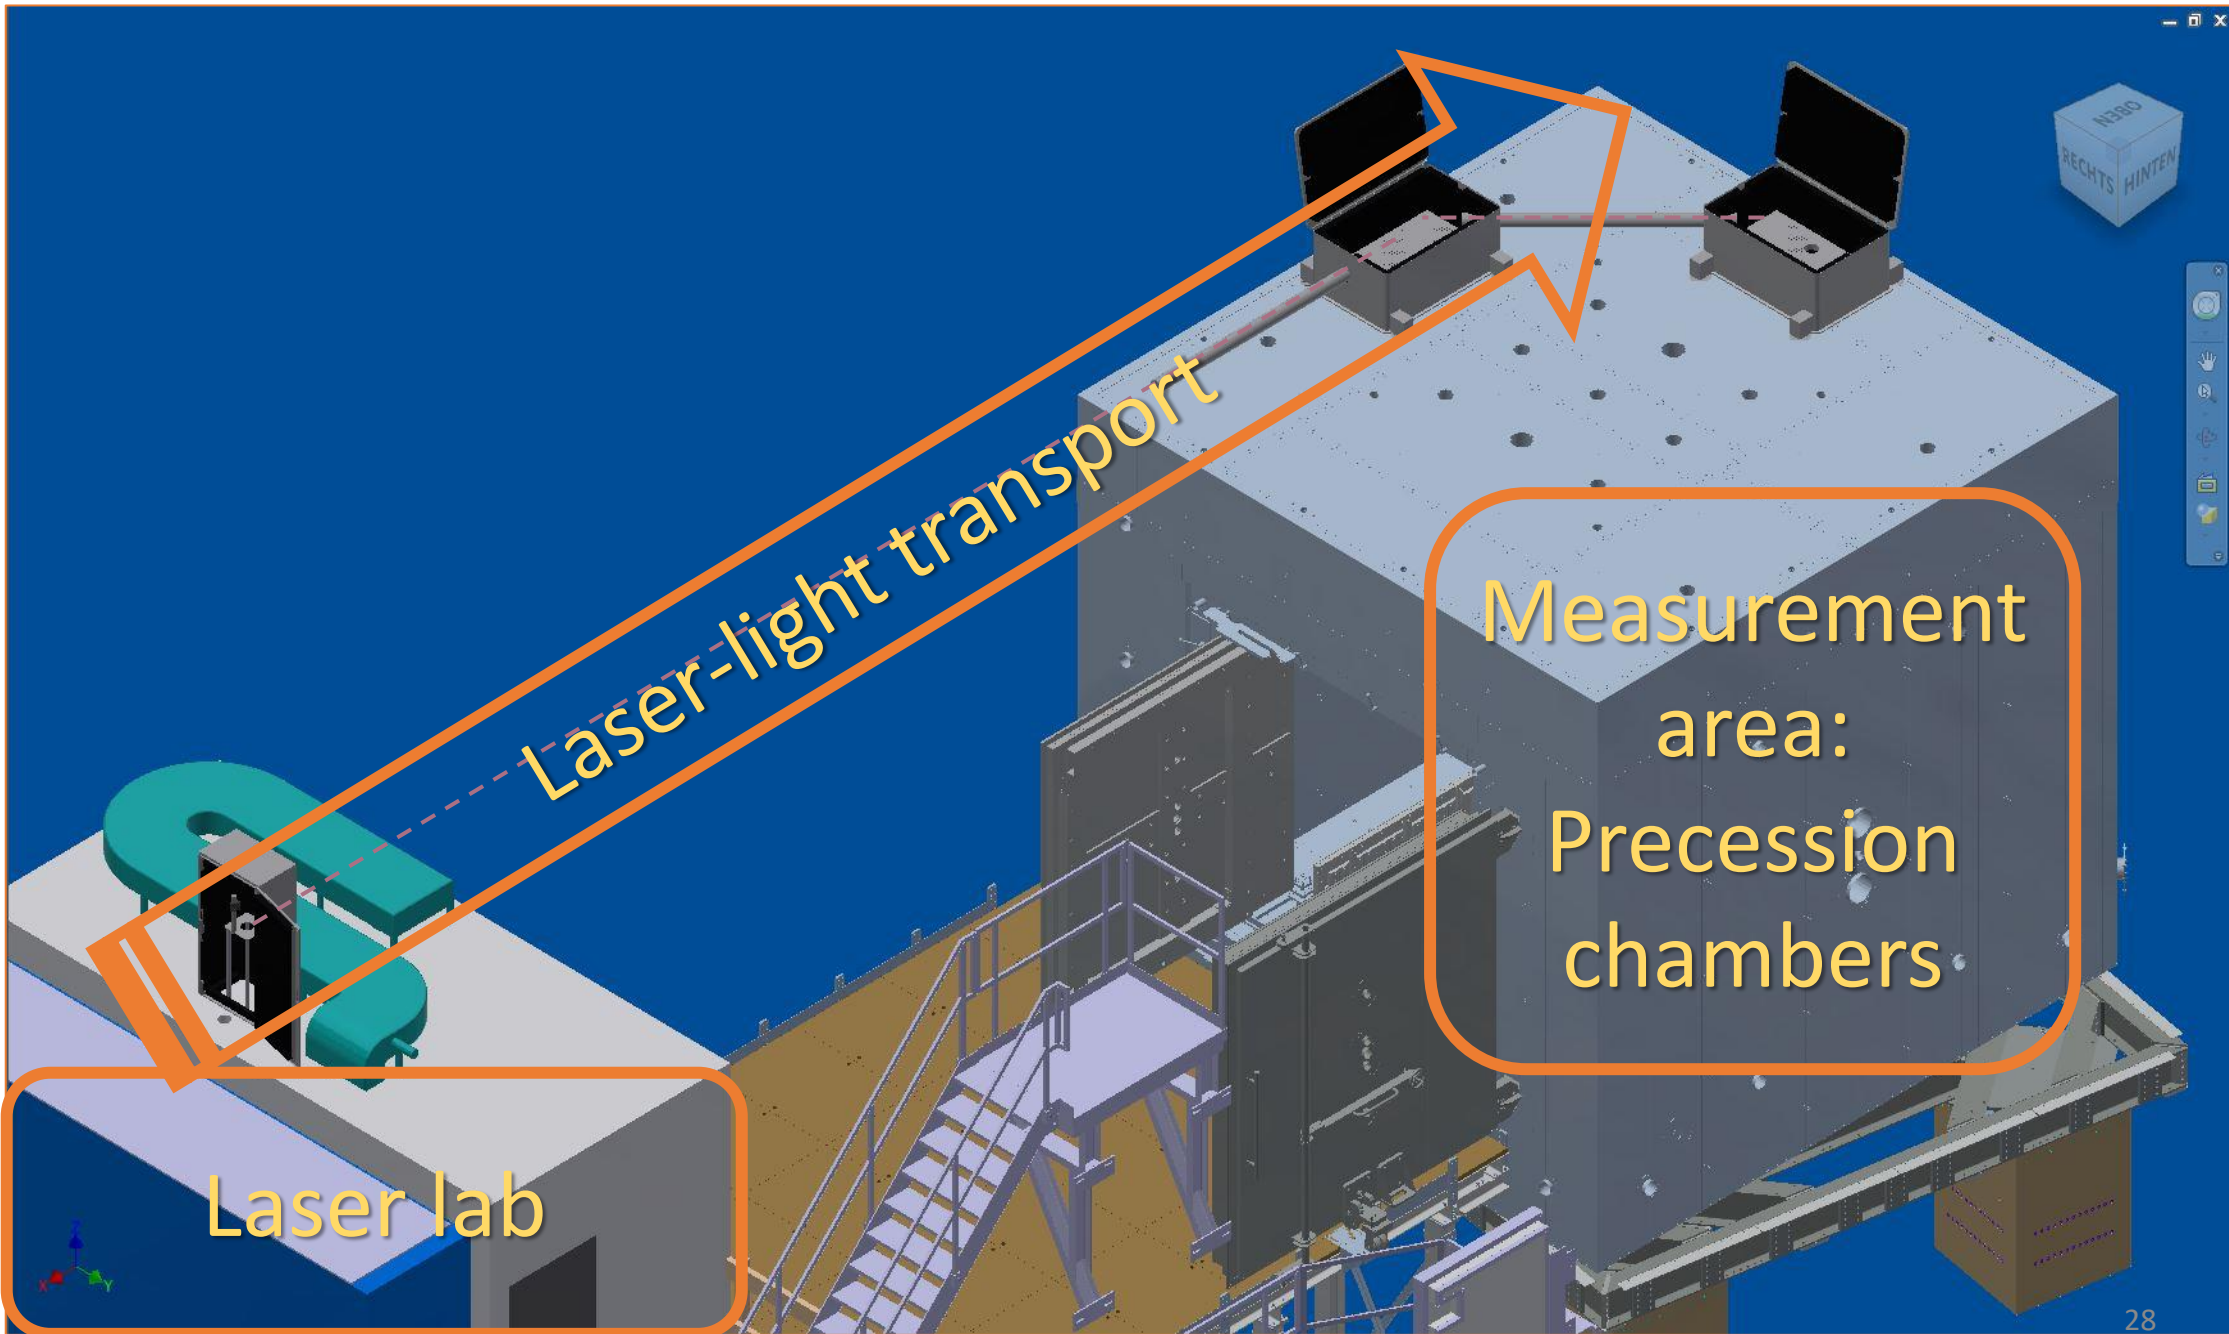 OBEN
RECHTS
HINTEN
Laser-light transport
Measurement
area:
Precession
chambers
Laser lab
Z
X
Y
28